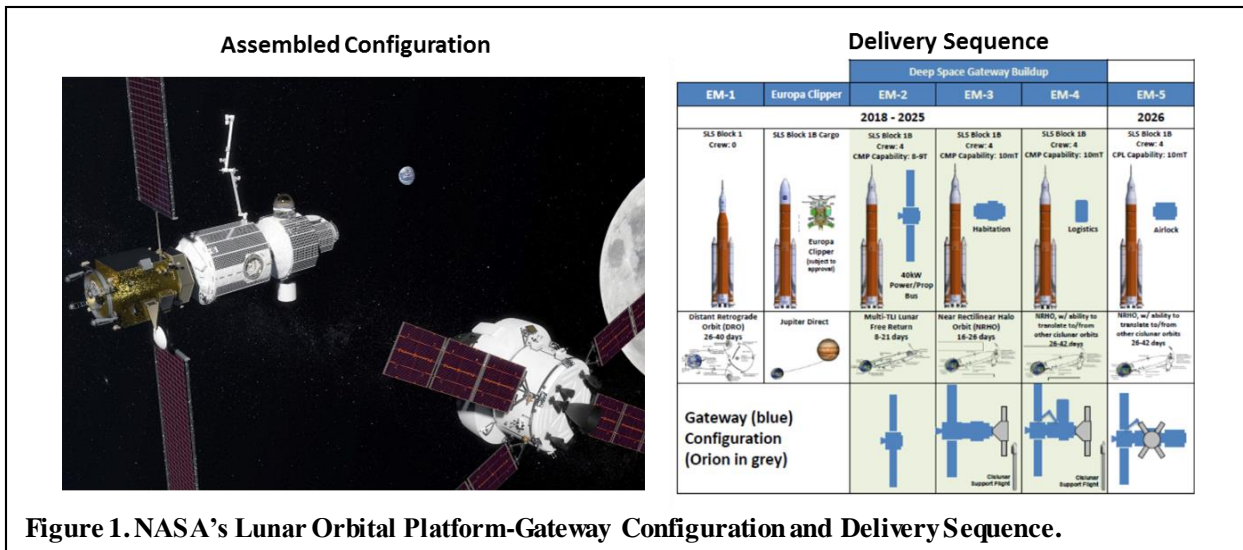 Assembled Configuration
Delivery Sequence
Deep Space Gateway Buildup
EM-1
Europa Clipper
EM-2
EM-3
EM-4
EM-5
2018 - 2025
2026
SLS Block 1
Crew: 0
SLS Block 1B Cargo
SLS Block 1B
Crew: 4
CMP Capability: 8-9T
SLS Block 1B
Crew: 4
CMP Capability: 10mT
SLS Block 1B
Crew: 4
CMP Capability: 10mT
SLS Block 1B
Crew: 4
CPL Capability: 10mT
Europa
Clipper
(subject to
approval)
40kW
Power/Prop
Bus
Habitation
Logistics
Airlock
Distant Retrograde
Orbit (DRO)
26-40 days
Jupiter Direct
Multi-TLI Lunar
Free Return
8-21 days
Near Rectilinear Halo
Orbit (NRHO)
16-26 days
NRHO, w/ ability to
translate to/from
other cislunar orbits
26-42 days
NRHO, w/ ability to
translate to/from
other cislunar orbits
26-42 days
Gateway (blue)
Configuration
(Orion in grey)
Cislunar
Support Flight
Cislunar
Support Flight
Figure 1. NASA's Lunar Orbital Platform-Gateway Configuration and Delivery Sequence.